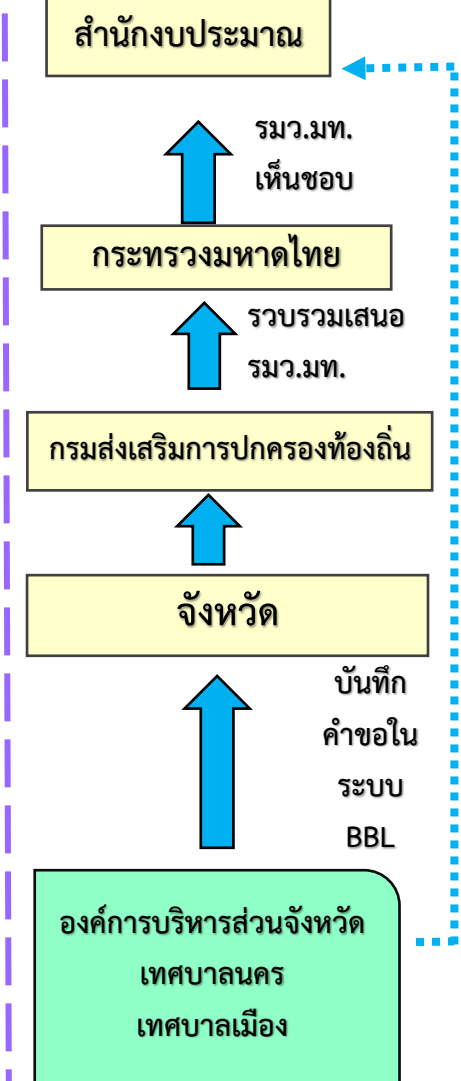 สำนักงบประมาณ
รมว.มท.
เห็นชอบ
กระทรวงมหาดไทย
รวบรวมเสนอ
รมว.มท.
กรมส่งเสริมการปกครองท้องถิ่น
จังหวัด
บันทึก
คำขอใน
ระบบ
BBL
องค์การบริหารส่วนจังหวัด
เทศบาลนคร
เทศบาลเมือง